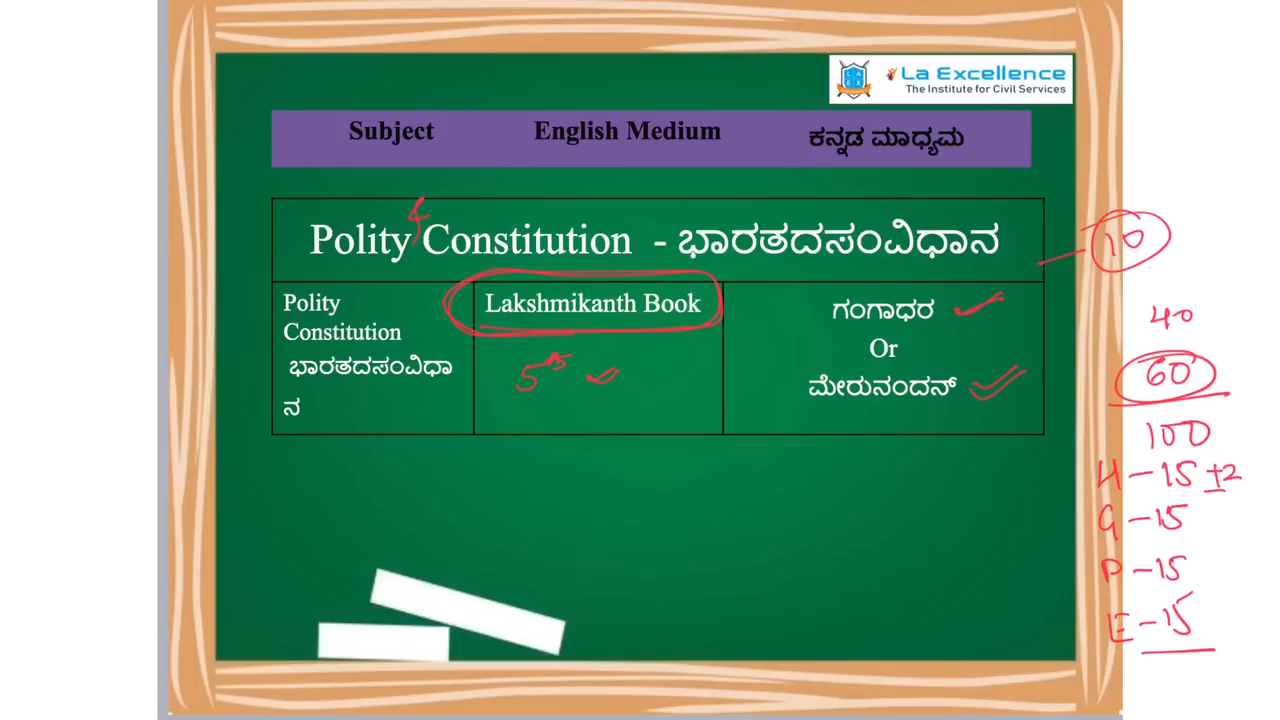 La Excellence
The Institute for Civil Services
Subject English Medium ಕನ್ನಡ ಮಾಧ್ಯಮ
Polity & Constitution - ಭಾರತದಸಂವಿಧಾನ
10
Polity
Constitution
ಭಾರತದಸಂವಿಧಾ
ನ
Lakshmikanth Book
5th
ಗಂಗಾಧರ
Or
ಮೇರುನಂದನ್
40
60
100
H - 15 ±2
G - 15
P - 15
E - 15